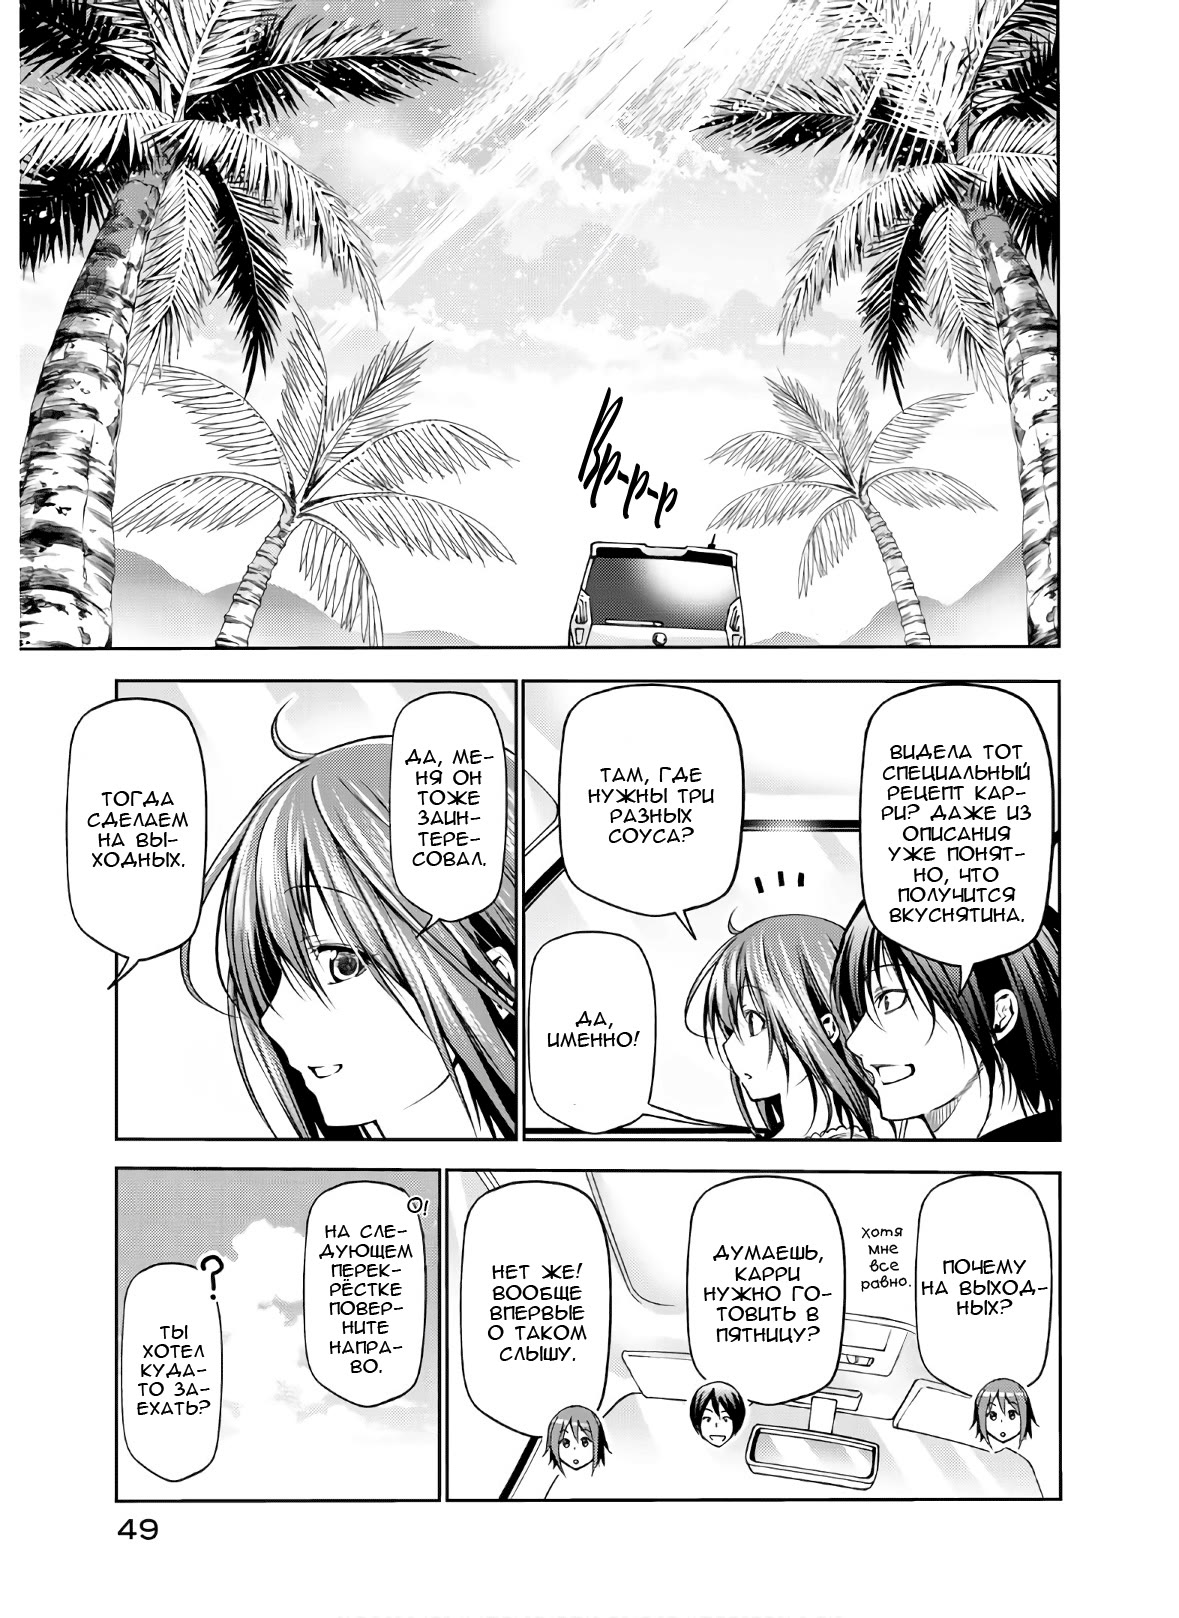 Вр-р-р
ВИДЕЛА ТОТ
СПЕЦИАЛЬНЫЙ
РЕЦЕПТ КАР-
РИ? ДАЖЕ ИЗ
ОПИСАНИЯ
УЖЕ ПОНЯТ-
НО, ЧТО
ПОЛУЧИТСЯ
ВКУСНЯТИНА.
ТАМ, ГДЕ
НУЖНЫ ТРИ
РАЗНЫХ
СОУСА?
ДА,
ИМЕННО!
ДА, МЕ-
НЯ ОН
ТОЖЕ
ЗАИН-
ТЕРЕ-
СОВАЛ.
ТОГДА
СДЕЛАЕМ
НА ВЫ-
ХОДНЫХ.
ПОЧЕМУ
НА ВЫХОД-
НЫХ?
ХОТЯ
МНЕ
ВСЕ
РАВНО.
ДУМАЕШЬ,
КАРРИ
НУЖНО ГО-
ТОВИТЬ В
ПЯТНИЦУ?
НЕТ ЖЕ!
ВООБЩЕ
ВПЕРВЫЕ
О ТАКОМ
СЛЫШУ.
О!
НА СЛЕ-
ДУЮЩЕМ
ПЕРЕК-
РЁСТКЕ
ПОВЕР-
НИТЕ
НАПРА-
ВО.
?
ТЫ
ХОТЕЛ
КУДА-
ТО ЗА-
ЕХАТЬ?
49